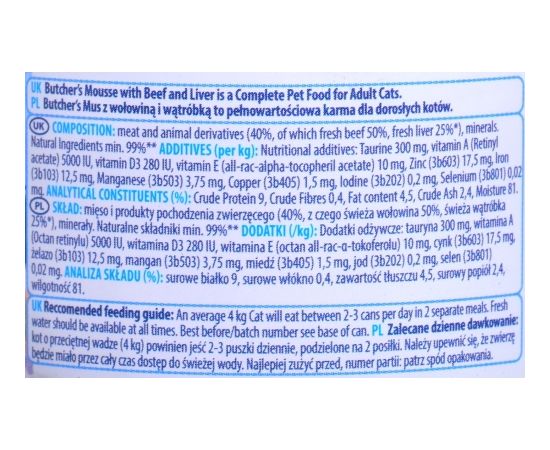 UK Butcher's Mousse with Beef and Liver is a Complete Pet Food for Adult Cats.
PL Butcher's Mus z wołowiną i wątróbką to pełnowartościowa karma dla dorosłych kotów.
UK COMPOSITION: meat and animal derivatives (40%, of which fresh beef 50%, fresh liver 25%*), minerals.
Natural Ingredients min. 99%** ADDITIVES (per kg): Nutritional additives: Taurine 300 mg, vitamin A (Retinyl
acetate) 5000 IU, vitamin D3 280 IU, vitamin E (all-rac-alpha-tocopheril acetate) 10 mg, Zinc (3b603) 17,5 mg, Iron
(3b103) 12,5 mg, Manganese (3b503) 3,75 mg, Copper (3b405) 1,5 mg, Iodine (3b202) 0,2 mg, Selenium (3b801) 0,02
mg. ANALYTICAL CONSTITUENTS (%): Crude Protein 9, Crude Fibres 0,4, Fat content 4,5, Crude Ash 2,4, Moisture 81.
PL SKŁAD: mięso i produkty pochodzenia zwierzęcego (40%, z czego świeża wołowina 50%, świeża wątróbka
25%*), minerały. Naturalne składniki min. 99%** DODATKI (/kg): Dodatki odżywcze: tauryna 300 mg, witamina A
(Octan retinylu) 5000 IU, witamina D3 280 IU, witamina E (octan all-rac-α-tokoferolu) 10 mg, cynk (3b603) 17,5 mg,
żelazo (3b103) 12,5 mg, mangan (3b503) 3,75 mg, miedź (3b405) 1,5 mg, jod (3b202) 0,2 mg, selen (3b801)
0,02 mg. ANALIZA SKŁADU (%): surowe białko 9, surowe włókno 0,4, zawartość tłuszczu 4,5, surowy popiół 2,4,
wilgotność 81.
UK Reccomended feeding guide: An average 4 kg Cat will eat between 2-3 cans per day in 2 separate meals. Fresh
water should be available at all times. Best before/batch number see base of can. PL Zalecane dzienne dawkowanie:
kot o przeciętnej wadze (4 kg) powinien jeść 2-3 puszki dziennie, podzielone na 2 posiłki. Należy upewnić się, że zwierzę
będzie miało przez cały czas dostęp do świeżej wody. Najlepiej zużyć przed, numer partii: patrz spód opakowania.